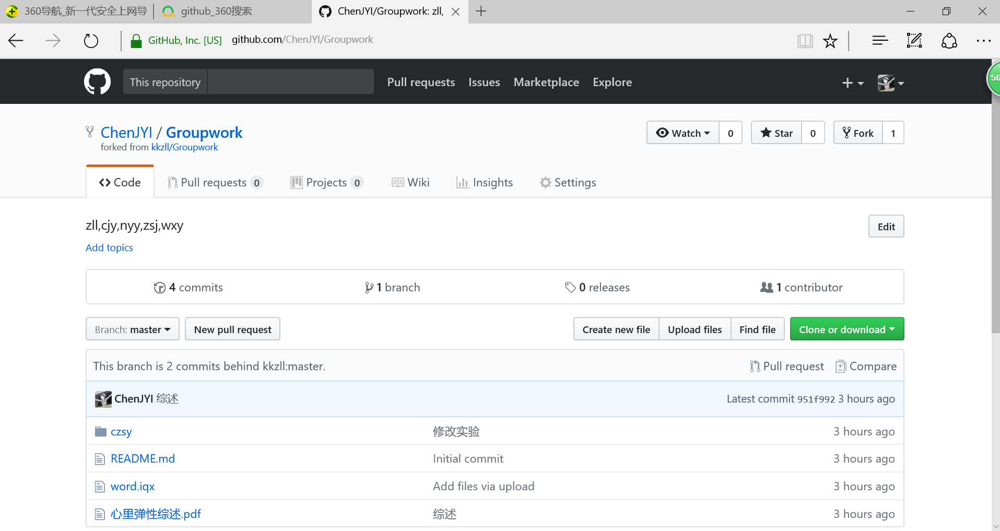 360导航_新一代安全上网导 github_360搜索 ChenJYI/Groupwork: zll,
GitHub, Inc. [US] github.com/ChenJYI/Groupwork
This repository Pull requests Issues Marketplace Explore
50
ChenJYI / Groupwork Watch 0 Star 0 Fork 1
forked from kkzll/Groupwork
Code Pull requests 0 Projects 0 Wiki Insights Settings
zll,cjy,nyy,zsj,wxy Edit
Add topics
4 commits 1 branch 0 releases 1 contributor
Branch: master New pull request Create new file Upload files Find file Clone or download
This branch is 2 commits behind kkzll:master. Pull request Compare
ChenJYI 综述 Latest commit 951f992 3 hours ago
czsy 修改实验 3 hours ago
README.md Initial commit 3 hours ago
word.iqx Add files via upload 3 hours ago
心里弹性综述.pdf 综述 3 hours ago